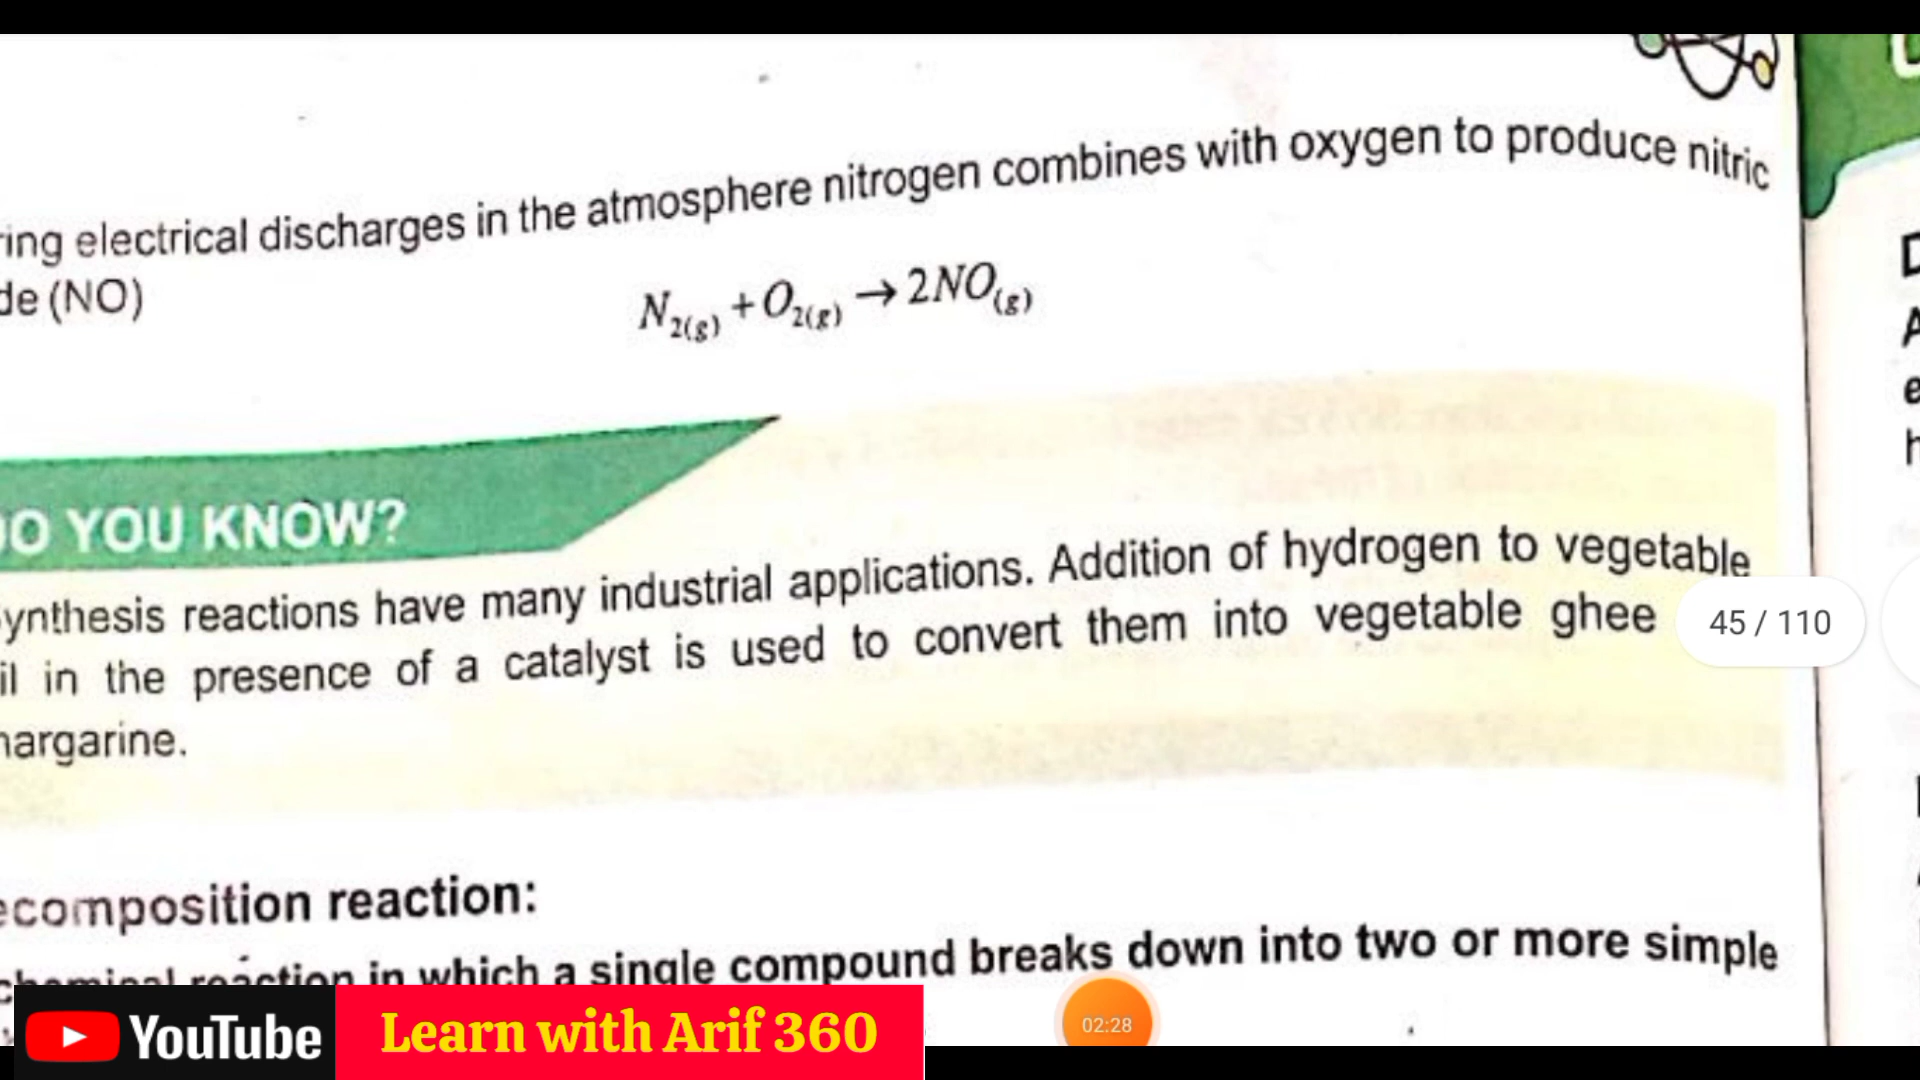 ring electrical discharges in the atmosphere nitrogen combines with oxygen to produce nitric
de (NO)
N2(g) + O2(g) → 2NO(g)
DO YOU KNOW?
ynthesis reactions have many industrial applications. Addition of hydrogen to vegetable
il in the presence of a catalyst is used to convert them into vegetable ghee
margarine.
45 / 110
ecomposition reaction:
chemical reaction in which a single compound breaks down into two or more simple
YouTube
Learn with Arif 360
02:28